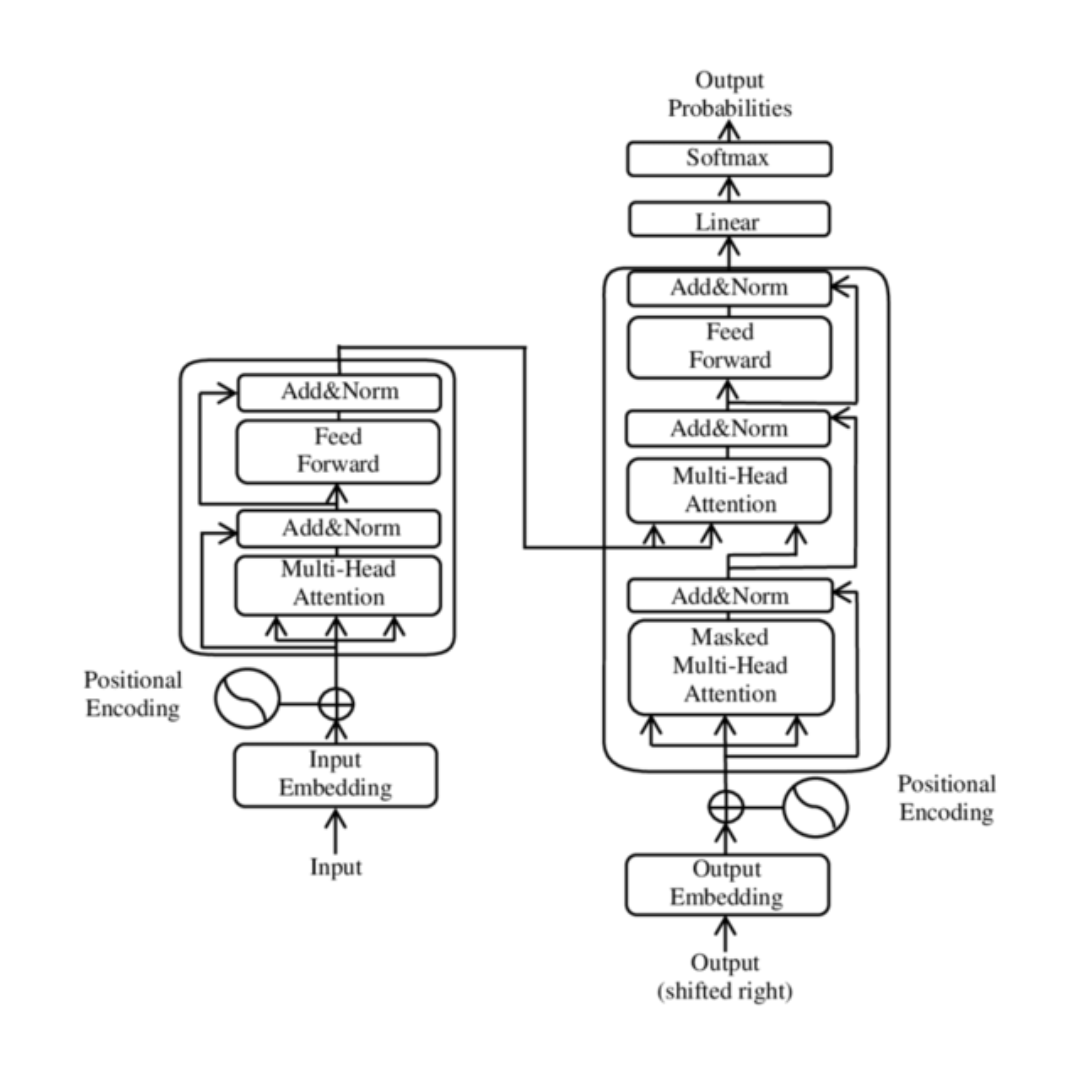 Output
Probabilities
Softmax
Linear
Add&Norm
Feed
Forward
Add&Norm
Multi-Head
Attention
Add&Norm
Masked
Multi-Head
Attention
Positional
Encoding
Output
Embedding
Output
(shifted right)
Add&Norm
Feed
Forward
Add&Norm
Multi-Head
Attention
Positional
Encoding
Input
Embedding
Input